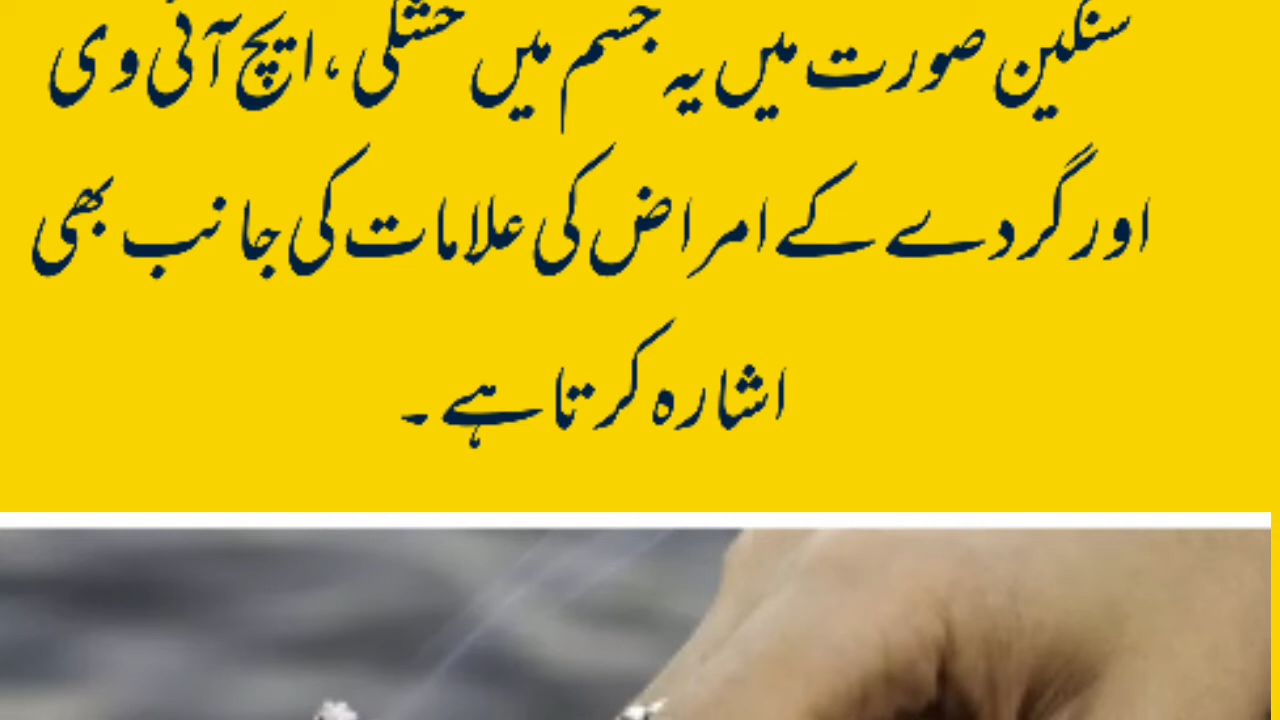 سنگین صورت میں یہ جسم میں خشکی ، ایچ آئی وی
اور گردے کے امراض کی علامات کی جانب بھی
اشارہ کرتا ہے ۔